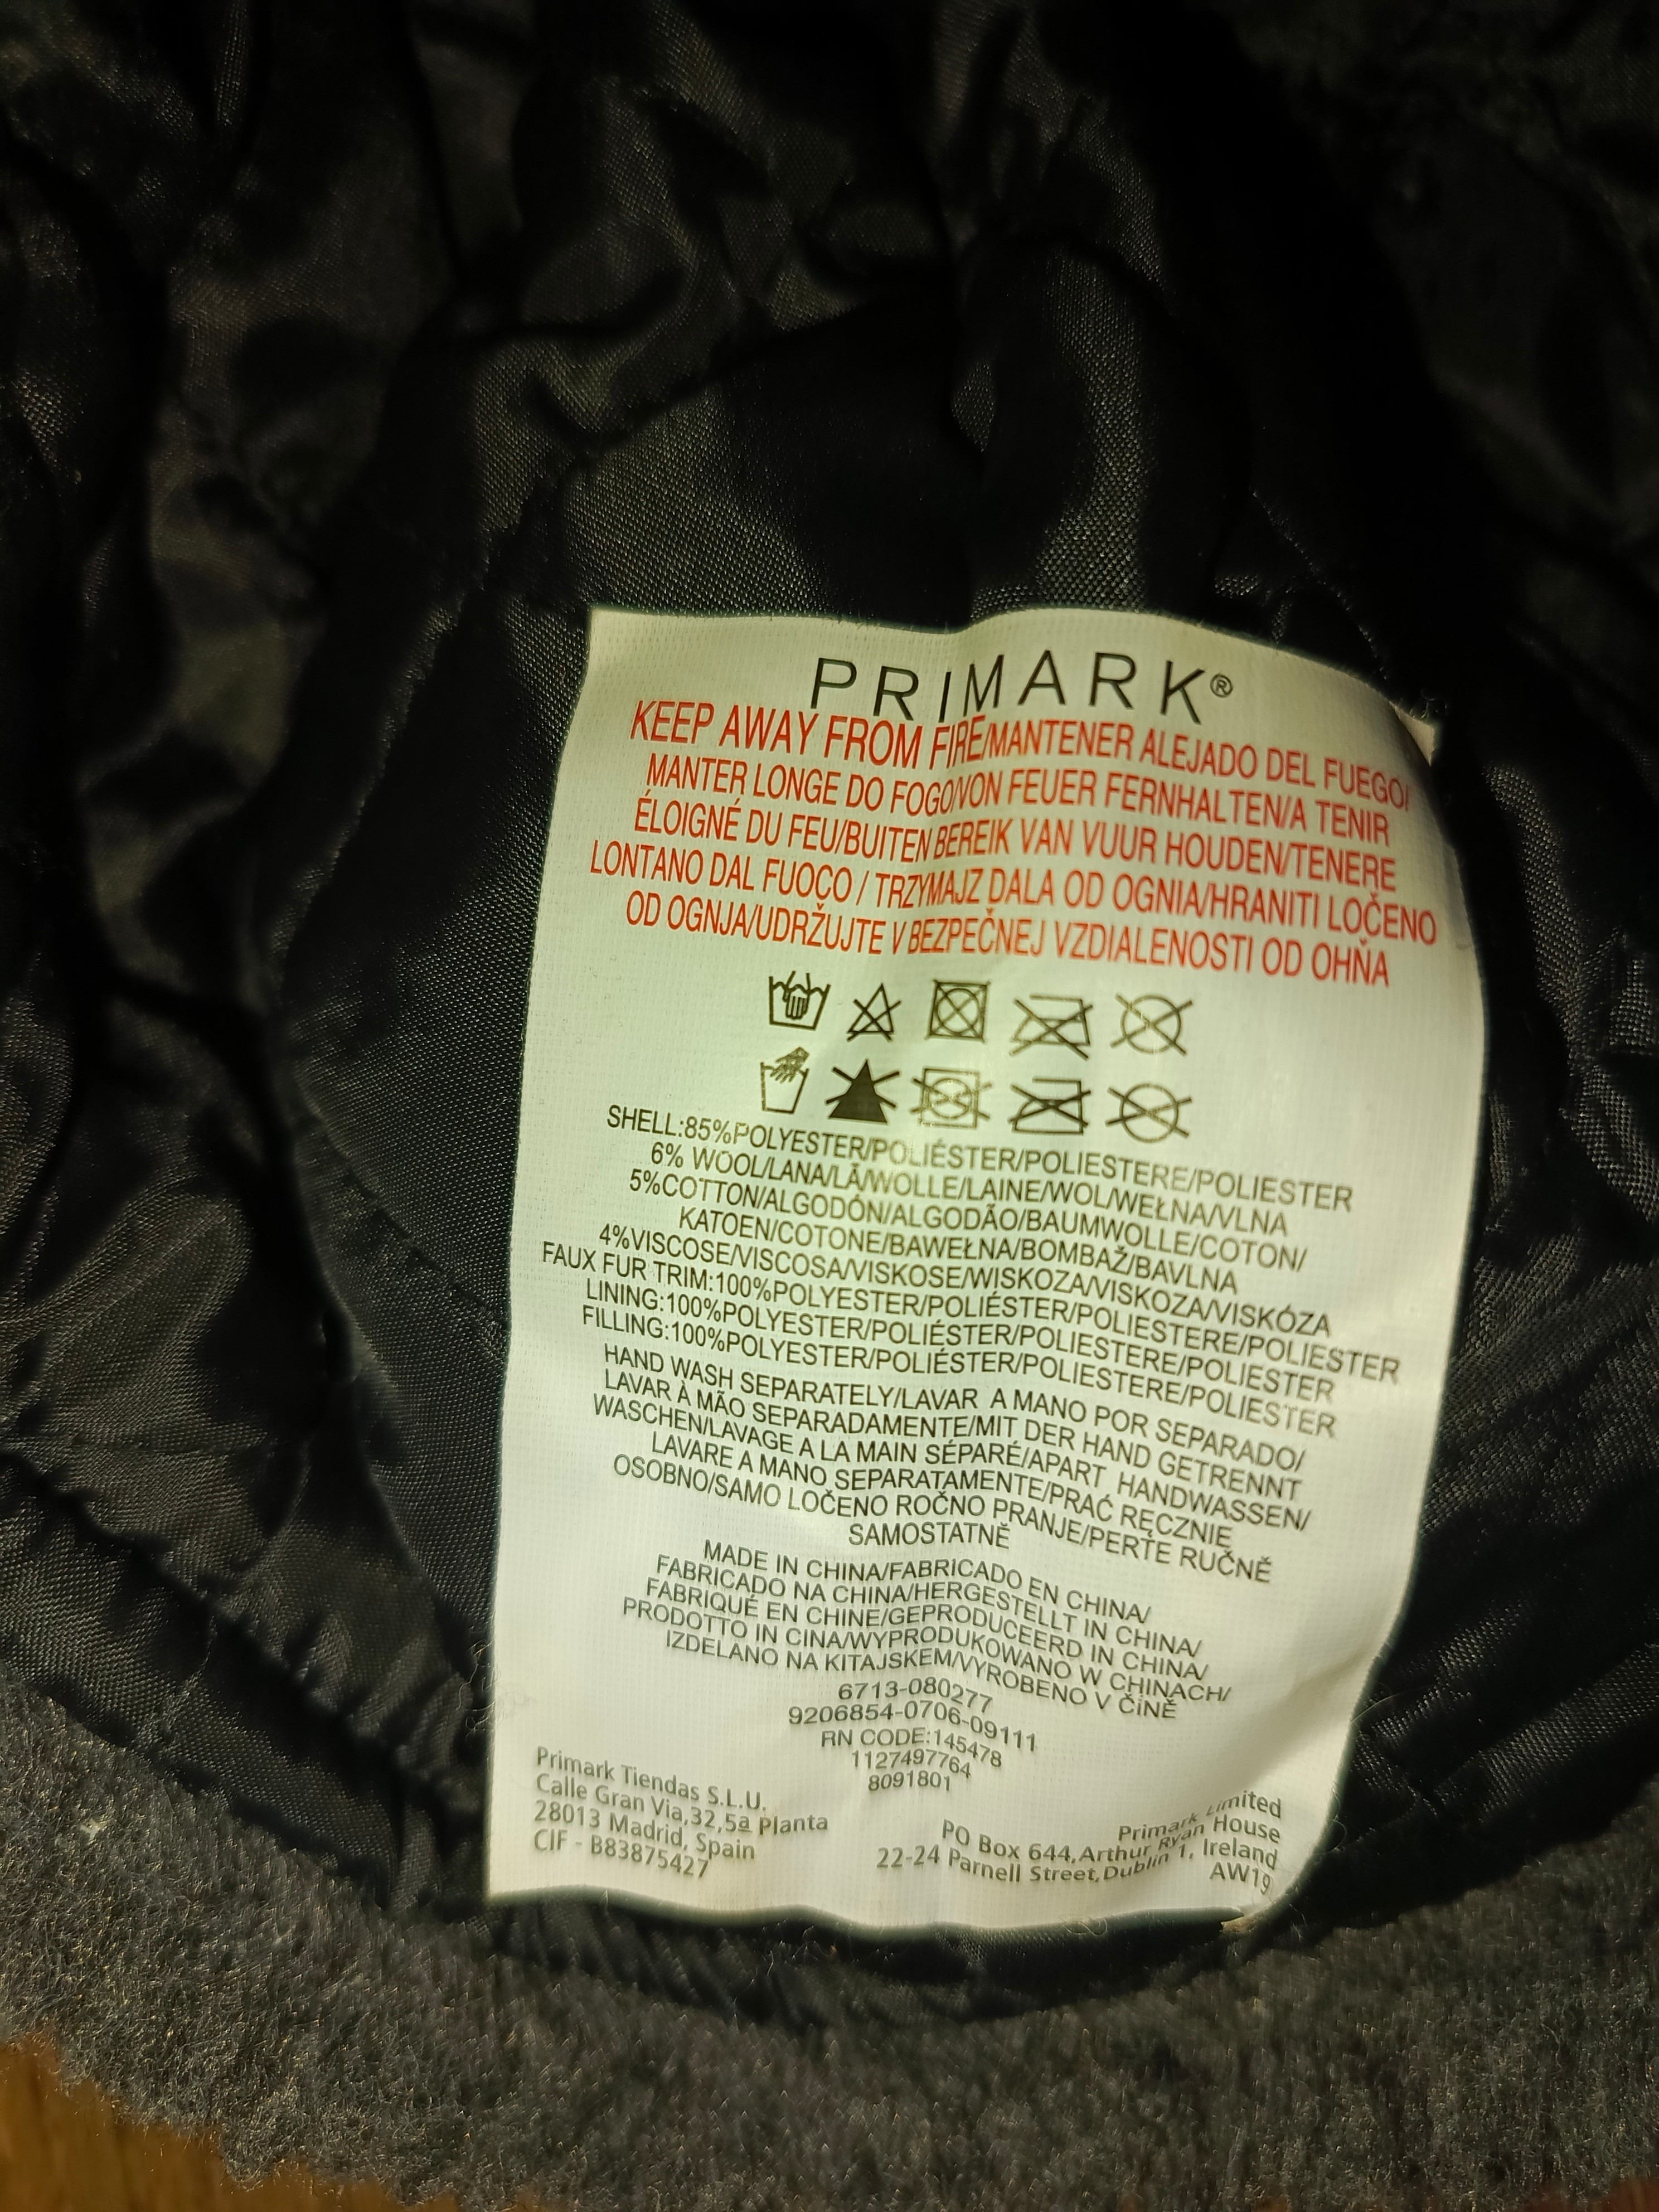 PRIMARK®
KEEP AWAY FROM FIRE/MANTENER ALEJADO DEL FUEGO/
MANTER LONGE DO FOGO/VON FEUER FERNHALTEN/A TENIR
ÉLOIGNÉ DU FEU/BUITEN BEREIK VAN VUUR HOUDEN/TENERE
LONTANO DAL FUOCO / TRZYMAJZ DALA OD OGNIA/HRANITI LOČENO
OD OGNJA/UDRŽUJTE V BEZPEČNEJ VZDIALENOSTI OD OHŇA
SHELL:85%POLYESTER/POLIÉSTER/POLIESTERE/POLIESTER
6% WOOL/LANA/LÃ/WOLLE/LAINE/WOL/WEŁNA/VLNA
5%COTTON/ALGODÓN/ALGODÃO/BAUMWOLLE/COTON/
KATOEN/COTONE/BAWEŁNA/BOMBAŽ/BAVLNA
4%VISCOSE/VISCOSA/VISKOSE/WISKOZA/VISKOZA/VISKÓZA
FAUX FUR TRIM:100%POLYESTER/POLIÉSTER/POLIESTERE/POLIESTER
LINING:100%POLYESTER/POLIÉSTER/POLIESTERE/POLIESTER
FILLING:100%POLYESTER/POLIÉSTER/POLIESTERE/POLIESTER
HAND WASH SEPARATELY/LAVAR A MANO POR SEPARADO/
LAVAR À MÃO SEPARADAMENTE/MIT DER HAND GETRENNT
WASCHEN/LAVAGE A LA MAIN SÉPARÉ/APART HANDWASSEN/
LAVARE A MANO SEPARATAMENTE/PRAĆ RĘCZNIE
OSOBNO/SAMO LOČENO ROČNO PRANJE/PERTE RUČNĚ
SAMOSTATNĚ
MADE IN CHINA/FABRICADO EN CHINA/
FABRICADO NA CHINA/HERGESTELLT IN CHINA/
FABRIQUÉ EN CHINE/GEPRODUCEERD IN CHINA/
PRODOTTO IN CINA/WYPRODUKOWANO W CHINACH/
IZDELANO NA KITAJSKEM/VYROBENO V ČÍNĚ
6713-080277
9206854-0706-09111
RN CODE:145478
1127497764
8091801
Primark Tiendas S.L.U.
Calle Gran Via,32,5ª Planta
28013 Madrid, Spain
CIF - B83875427
Primark Limited
PO Box 644,Arthur Ryan House
22-24 Parnell Street,Dublin 1, Ireland
AW19